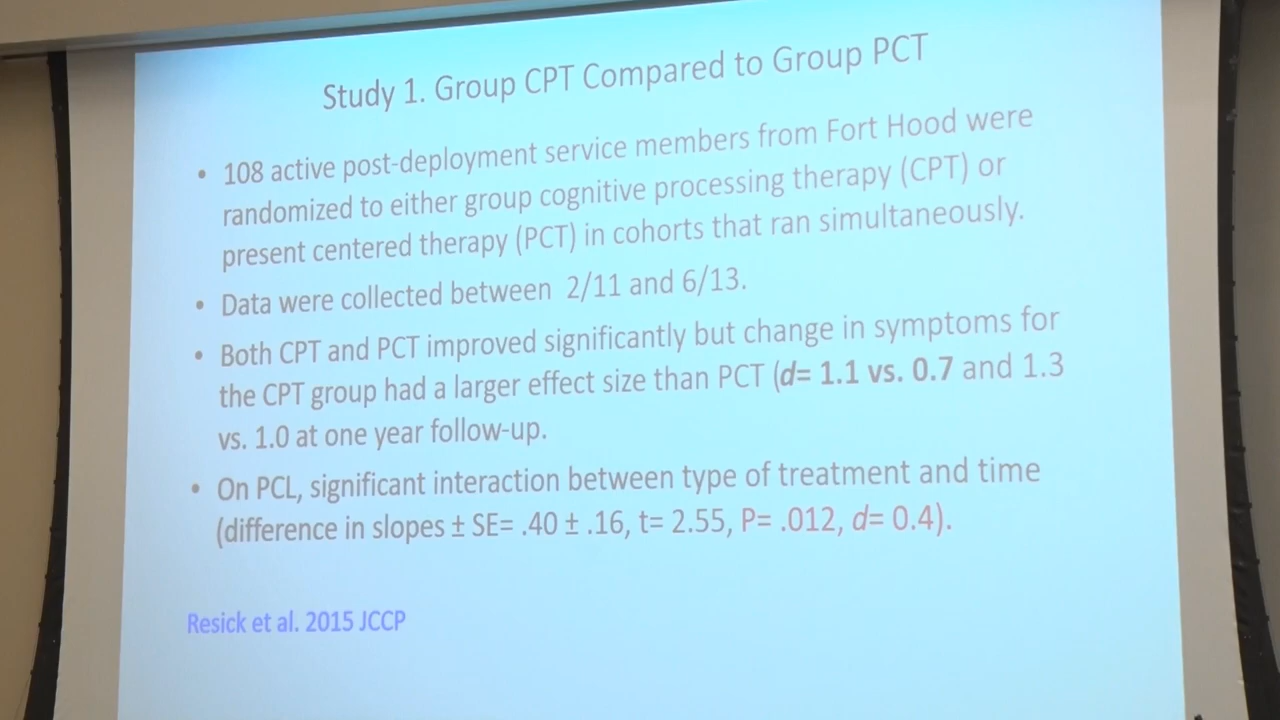 Study 1. Group CPT Compared to Group PCT
• 108 active post-deployment service members from Fort Hood were
randomized to either group cognitive processing therapy (CPT) or
present centered therapy (PCT) in cohorts that ran simultaneously.
• Data were collected between 2/11 and 6/13.
• Both CPT and PCT improved significantly but change in symptoms for
the CPT group had a larger effect size than PCT (d= 1.1 vs. 0.7 and 1.3
vs. 1.0 at one year follow-up.
• On PCL, significant interaction between type of treatment and time
(difference in slopes ± SE= .40 ± .16, t= 2.55, P= .012, d= 0.4).
Resick et al. 2015 JCCP